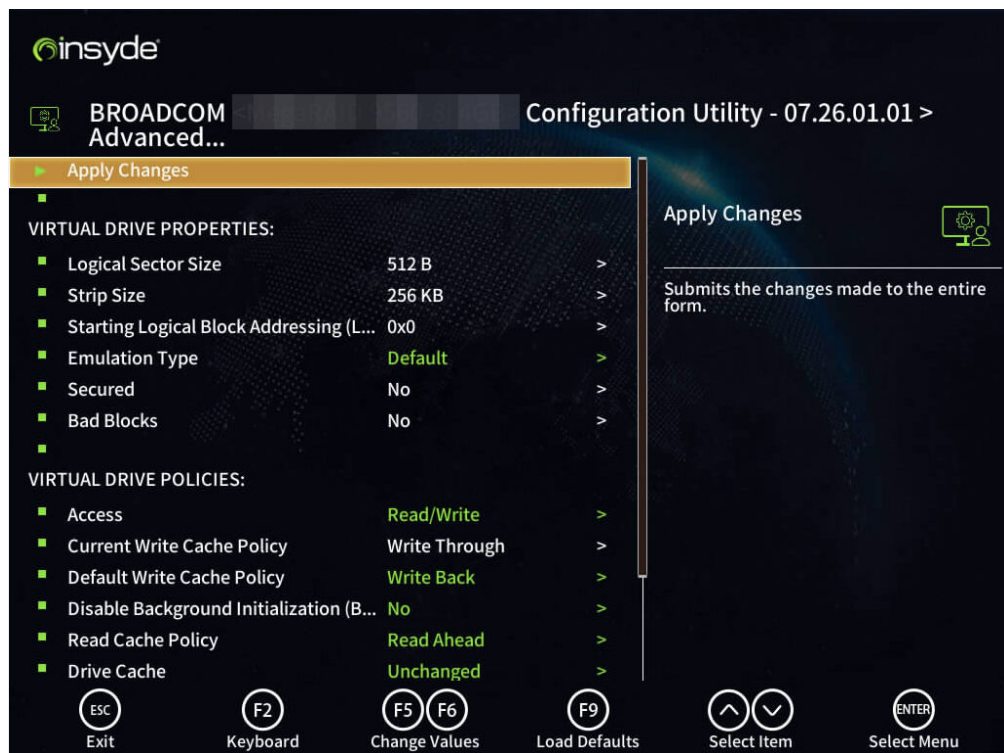 insyde
BROADCOM Configuration Utility - 07.26.01.01 >
Advanced...
Apply Changes
VIRTUAL DRIVE PROPERTIES:
Logical Sector Size 512 B >
Strip Size 256 KB >
Starting Logical Block Addressing (L... 0x0 >
Emulation Type Default >
Secured No >
Bad Blocks No >
VIRTUAL DRIVE POLICIES:
Access Read/Write >
Current Write Cache Policy Write Through >
Default Write Cache Policy Write Back >
Disable Background Initialization (B... No >
Read Cache Policy Read Ahead >
Drive Cache Unchanged >
Apply Changes
Submits the changes made to the entire
form.
ESC F2 F5 F6 F9 ENTER
Exit Keyboard Change Values Load Defaults Select Item Select Menu